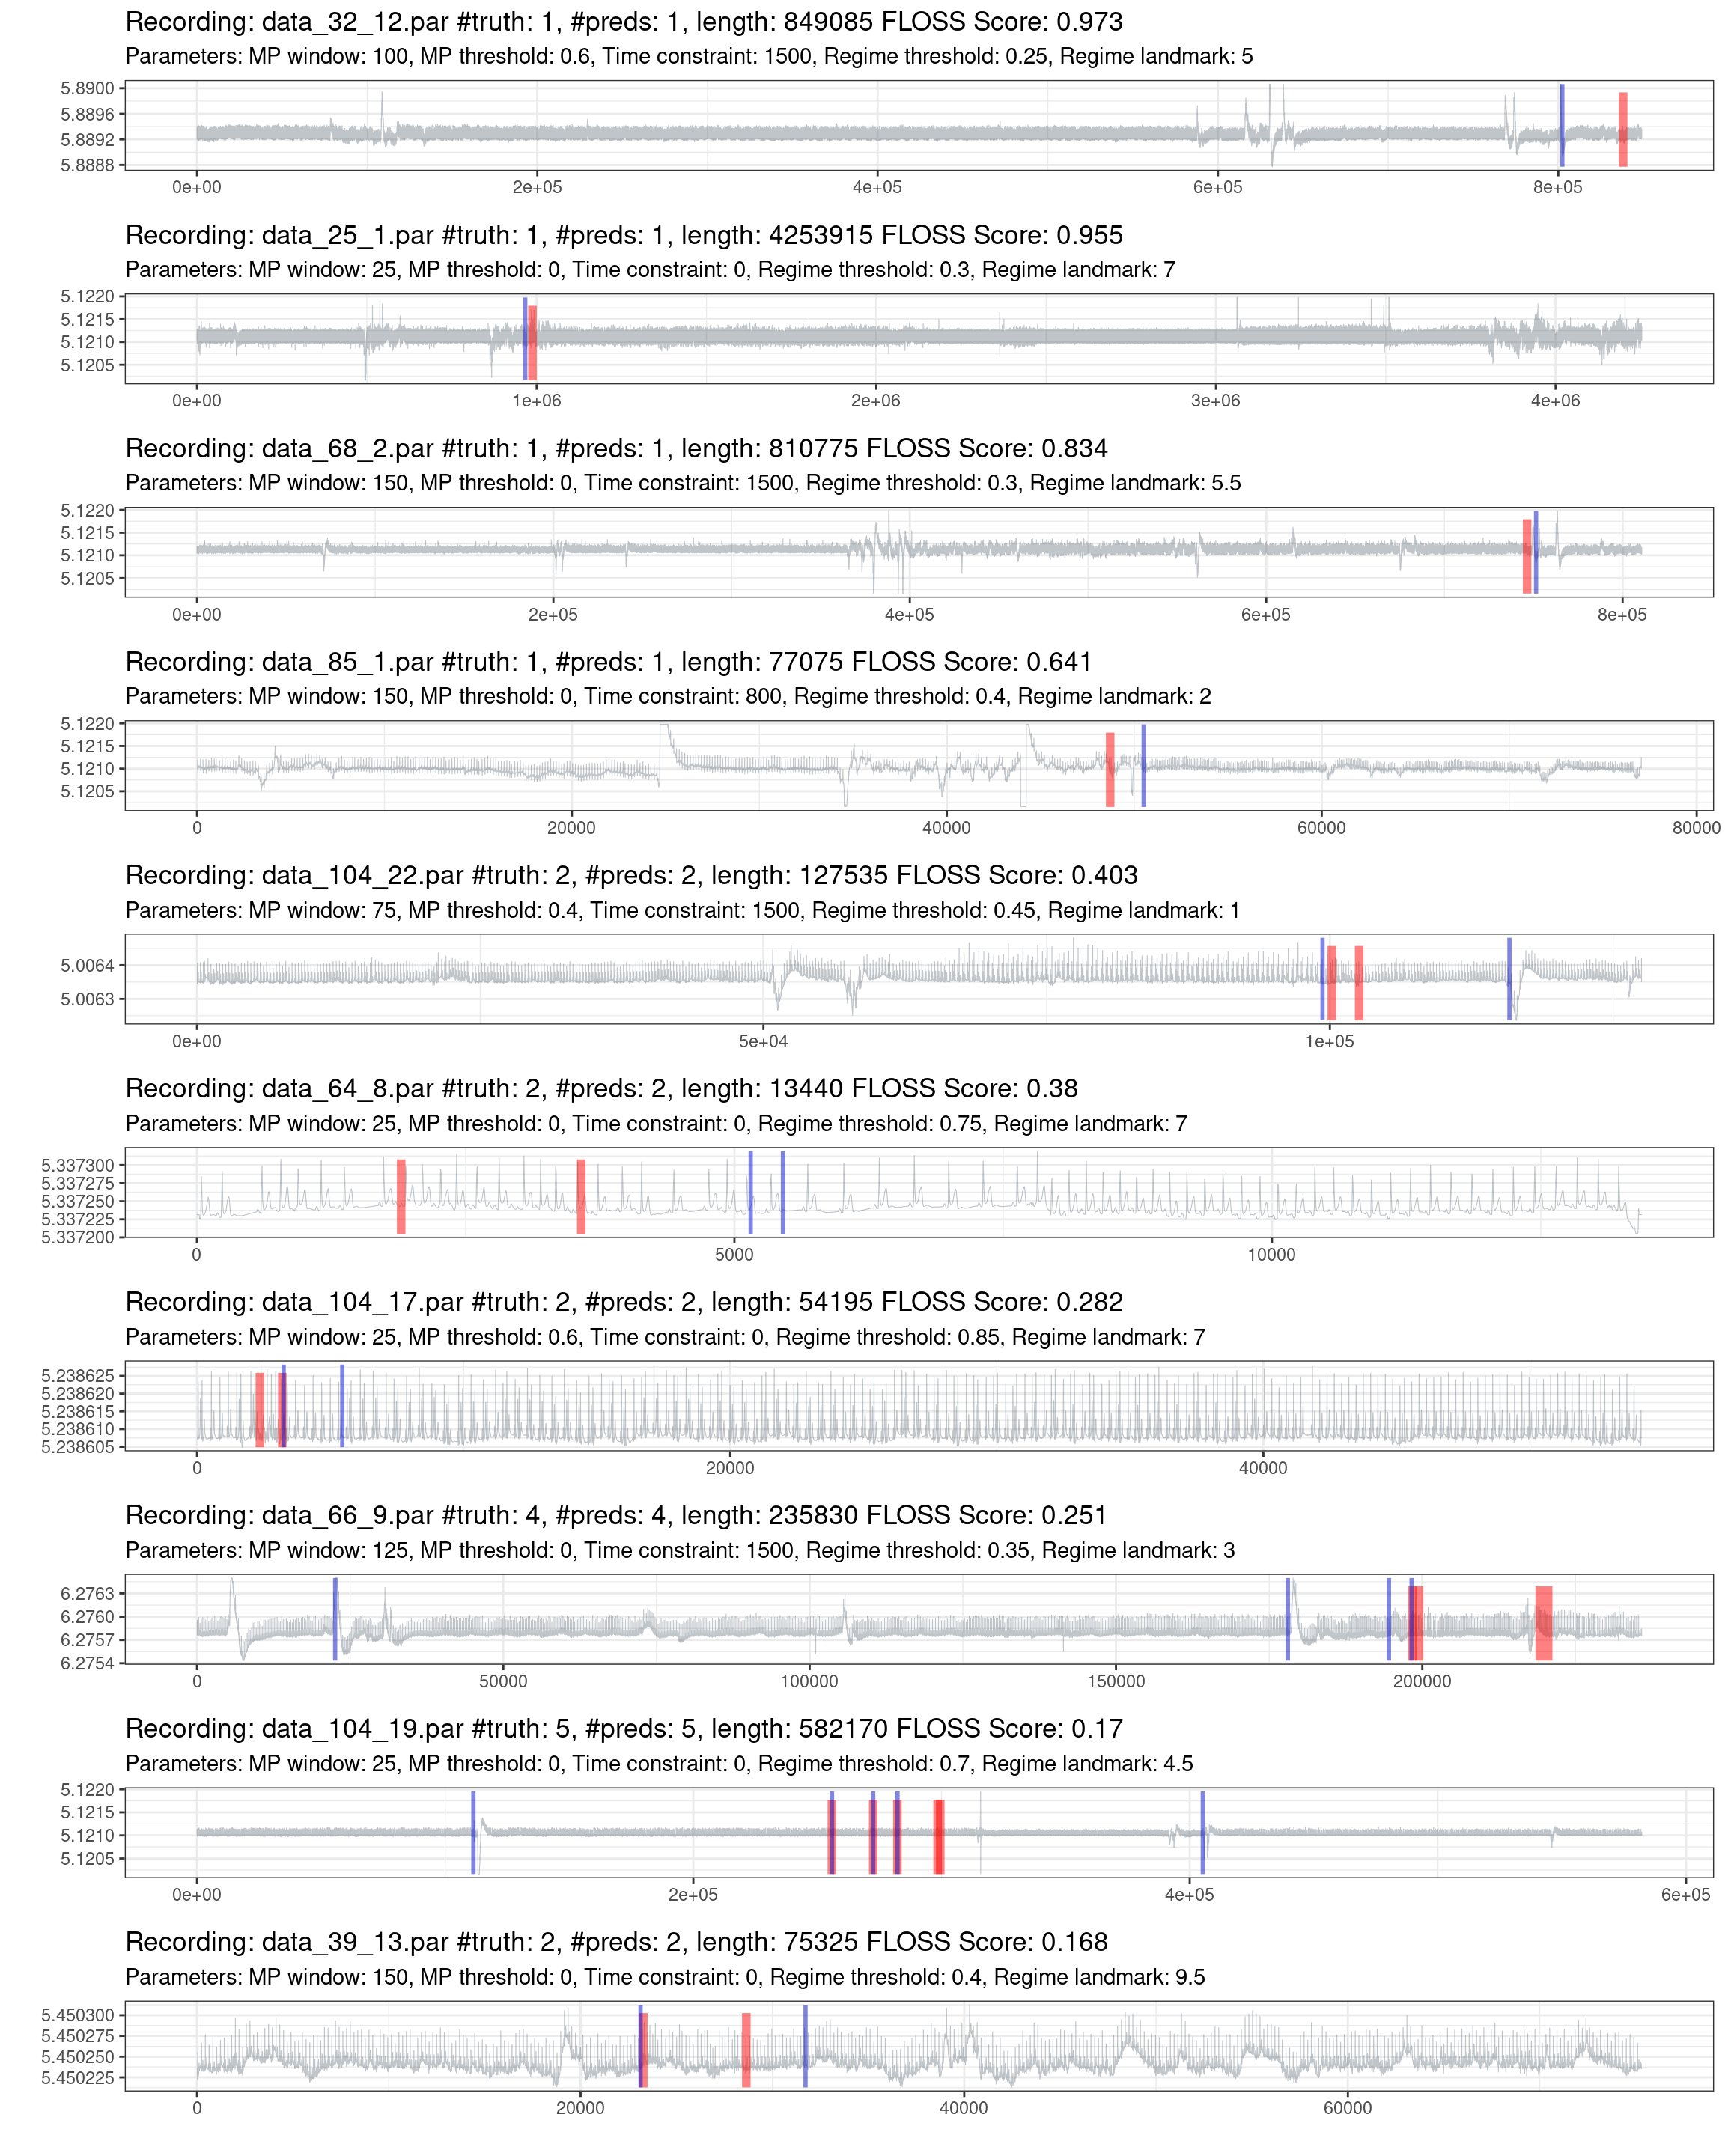 Recording: data_32_12.par #truth: 1, #preds: 1, length: 849085 FLOSS Score: 0.973
Parameters: MP window: 100, MP threshold: 0.6, Time constraint: 1500, Regime threshold: 0.25, Regime landmark: 5
5.8900
5.8896
5.8892
5.8888
0e+00 2e+05 4e+05 6e+05 8e+05
Recording: data_25_1.par #truth: 1, #preds: 1, length: 4253915 FLOSS Score: 0.955
Parameters: MP window: 25, MP threshold: 0, Time constraint: 0, Regime threshold: 0.3, Regime landmark: 7
5.1220
5.1215
5.1210
5.1205
0e+00 1e+06 2e+06 3e+06 4e+06
Recording: data_68_2.par #truth: 1, #preds: 1, length: 810775 FLOSS Score: 0.834
Parameters: MP window: 150, MP threshold: 0, Time constraint: 1500, Regime threshold: 0.3, Regime landmark: 5.5
5.1220
5.1215
5.1210
5.1205
0e+00 2e+05 4e+05 6e+05 8e+05
Recording: data_85_1.par #truth: 1, #preds: 1, length: 77075 FLOSS Score: 0.641
Parameters: MP window: 150, MP threshold: 0, Time constraint: 800, Regime threshold: 0.4, Regime landmark: 2
5.1220
5.1215
5.1210
5.1205
0 20000 40000 60000 80000
Recording: data_104_22.par #truth: 2, #preds: 2, length: 127535 FLOSS Score: 0.403
Parameters: MP window: 75, MP threshold: 0.4, Time constraint: 1500, Regime threshold: 0.45, Regime landmark: 1
5.0064
5.0063
0e+00 5e+04 1e+05
Recording: data_64_8.par #truth: 2, #preds: 2, length: 13440 FLOSS Score: 0.38
Parameters: MP window: 25, MP threshold: 0, Time constraint: 0, Regime threshold: 0.75, Regime landmark: 7
5.337300
5.337275
5.337250
5.337225
5.337200
0 5000 10000
Recording: data_104_17.par #truth: 2, #preds: 2, length: 54195 FLOSS Score: 0.282
Parameters: MP window: 25, MP threshold: 0.6, Time constraint: 0, Regime threshold: 0.85, Regime landmark: 7
5.238625
5.238620
5.238615
5.238610
5.238605
0 20000 40000
Recording: data_66_9.par #truth: 4, #preds: 4, length: 235830 FLOSS Score: 0.251
Parameters: MP window: 125, MP threshold: 0, Time constraint: 1500, Regime threshold: 0.35, Regime landmark: 3
6.2763
6.2760
6.2757
6.2754
0 50000 100000 150000 200000
Recording: data_104_19.par #truth: 5, #preds: 5, length: 582170 FLOSS Score: 0.17
Parameters: MP window: 25, MP threshold: 0, Time constraint: 0, Regime threshold: 0.7, Regime landmark: 4.5
5.1220
5.1215
5.1210
5.1205
0e+00 2e+05 4e+05 6e+05
Recording: data_39_13.par #truth: 2, #preds: 2, length: 75325 FLOSS Score: 0.168
Parameters: MP window: 150, MP threshold: 0, Time constraint: 0, Regime threshold: 0.4, Regime landmark: 9.5
5.450300
5.450275
5.450250
5.450225
0 20000 40000 60000